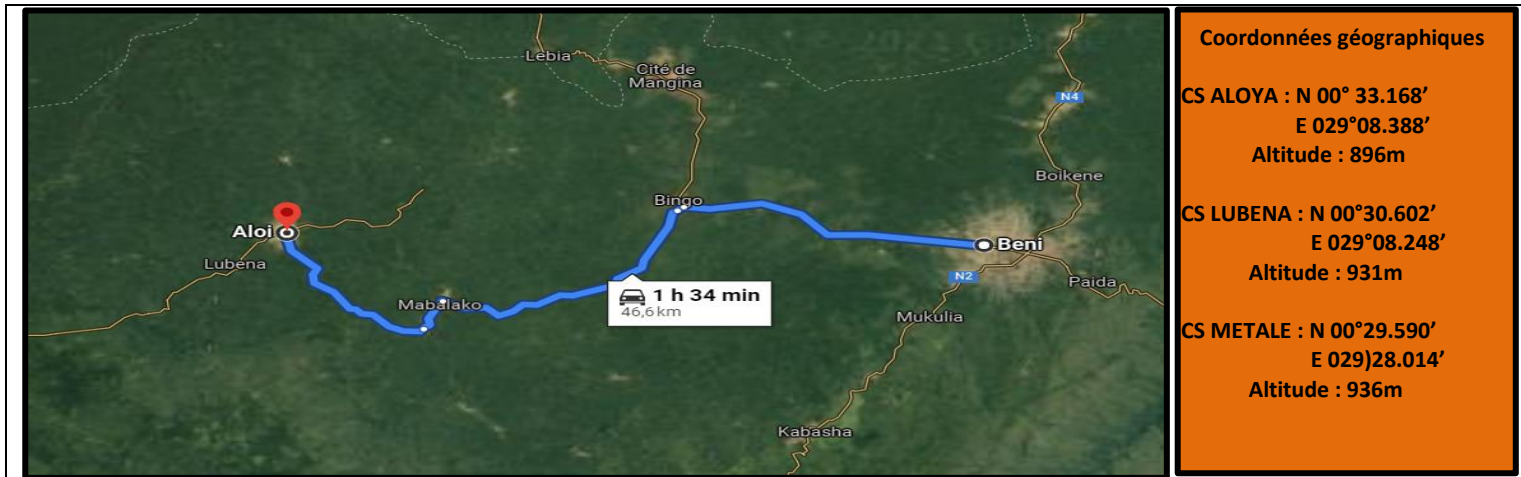 Lebia
Cité de
Mangina
N4
Boikene
Bingo
Aloi
Beni
Lubena
N2
Paida
1 h 34 min
46,6 km
Mabalako
Mukulia
Kabasha
Coordonnées géographiques
CS ALOYA : N 00° 33.168’
E 029°08.388’
Altitude : 896m
CS LUBENA : N 00°30.602’
E 029°08.248’
Altitude : 931m
CS METALE : N 00°29.590’
E 029)28.014’
Altitude : 936m